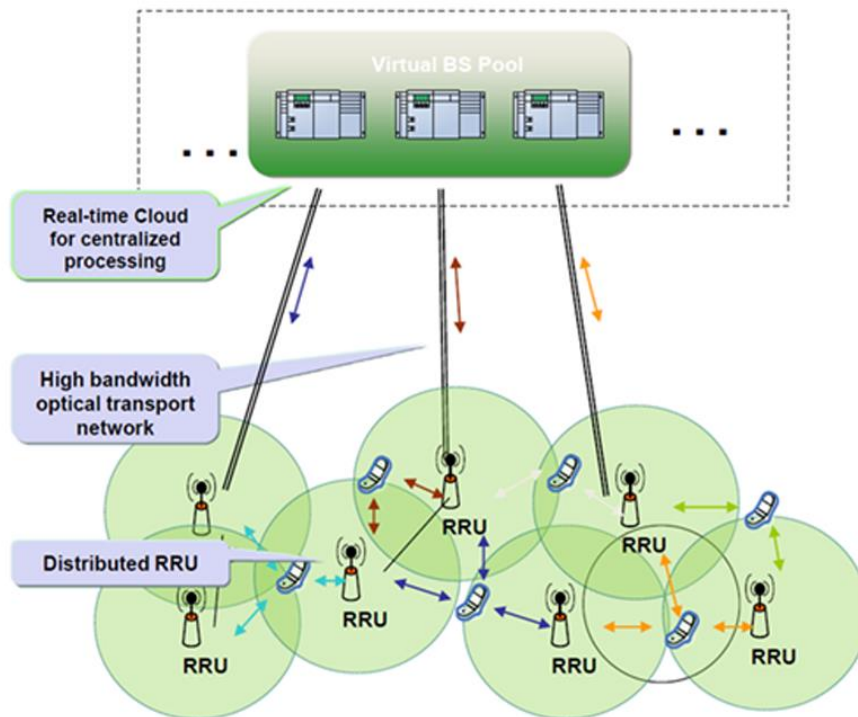 Virtual BS Pool
...
...
Real-time Cloud
for centralized
processing
High bandwidth
optical transport
network
Distributed RRU
RRU
RRU
RRU
RRU
RRU
RRU